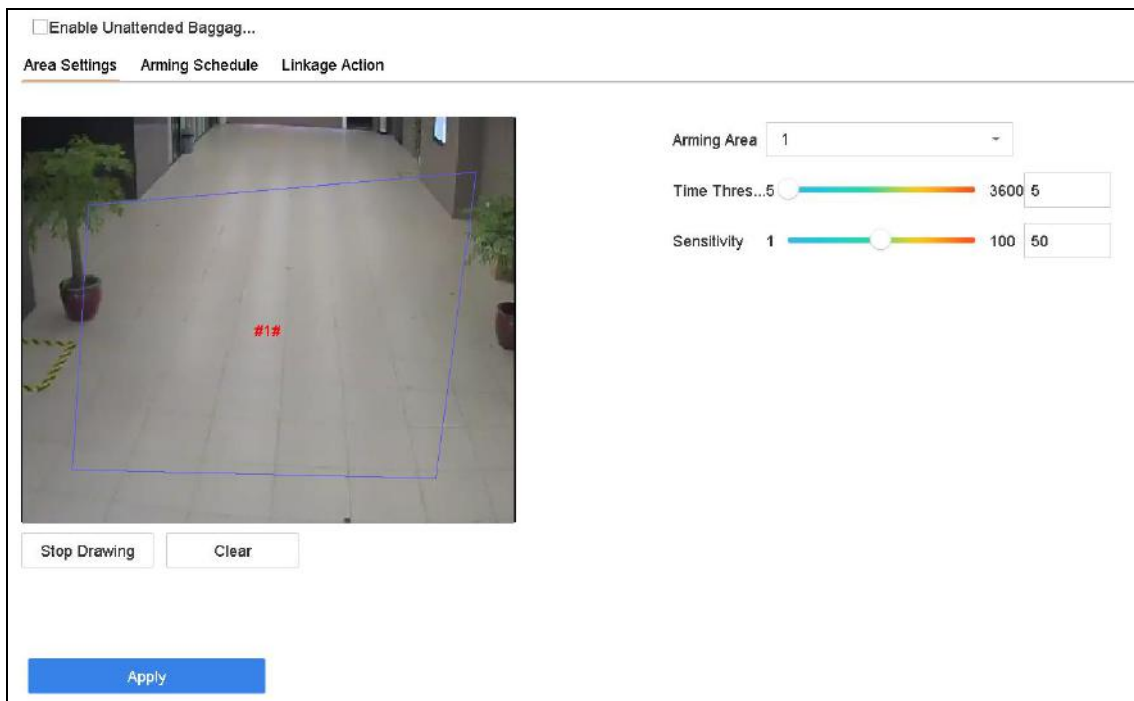 Enable Unattended Baggag...
Area Settings Arming Schedule Linkage Action
Arming Area 1
Time Thres...5 3600 5
Sensitivity 1 100 50
#1#
Stop Drawing Clear
Apply